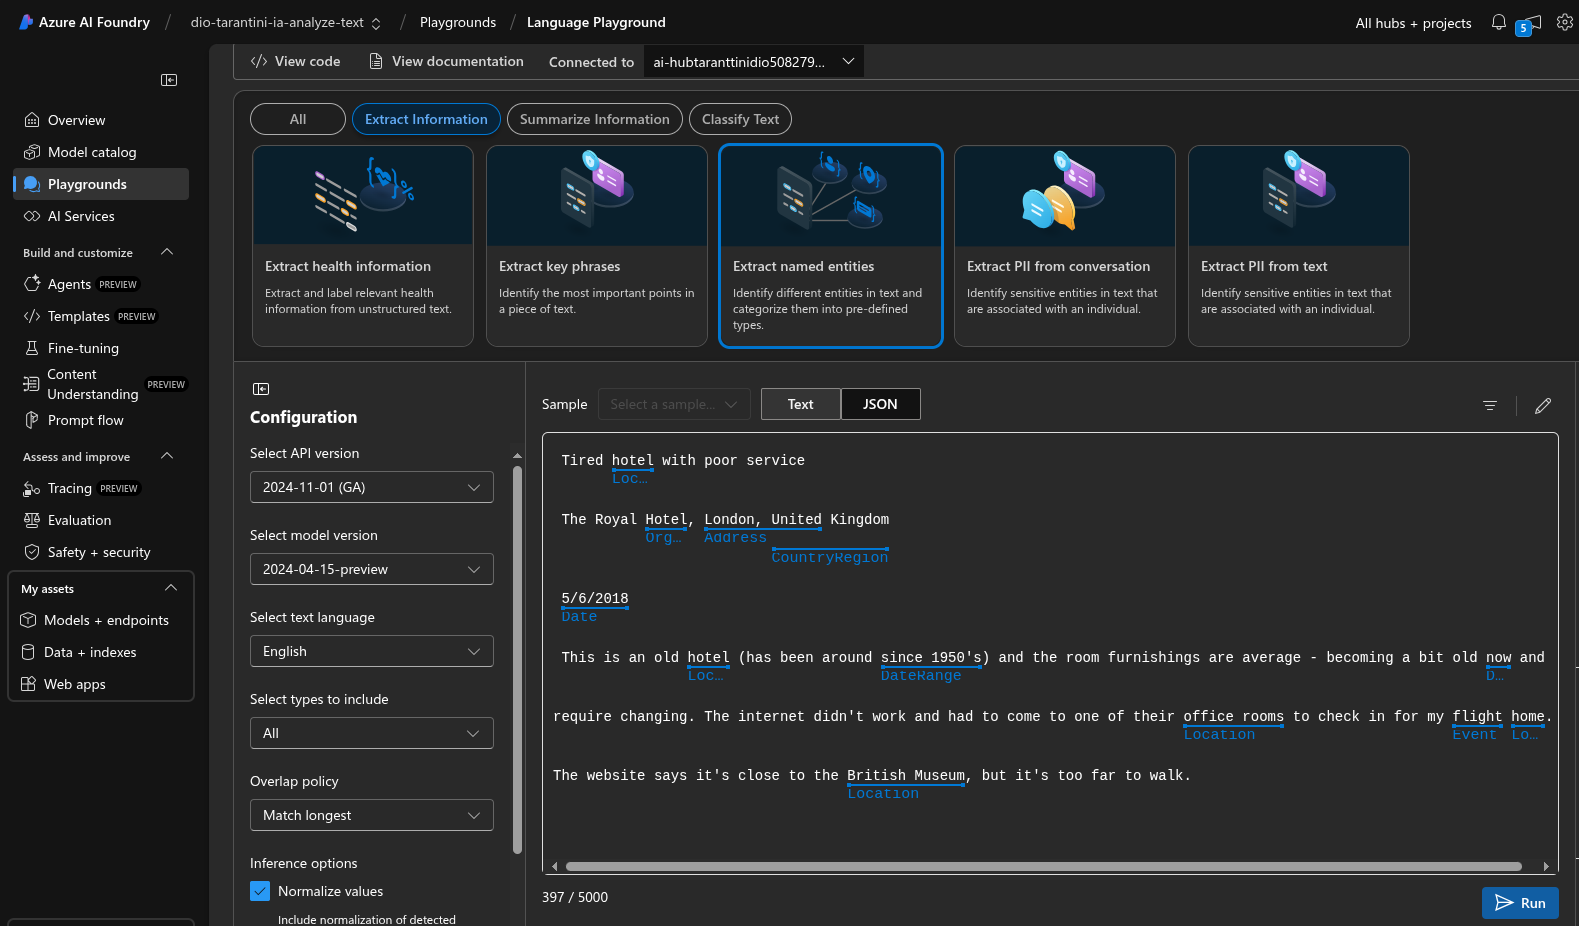 Azure AI Foundry / dio-tarantini-ia-analyze-text / Playgrounds / Language Playground
All hubs + projects
5
View code
View documentation
Connected to
ai-hubtaranttinidio508279...
Overview
Model catalog
Playgrounds
AI Services
Build and customize
Agents PREVIEW
Templates PREVIEW
Fine-tuning
Content
Understanding
PREVIEW
Prompt flow
Assess and improve
Tracing PREVIEW
Evaluation
Safety + security
My assets
Models + endpoints
Data + indexes
Web apps
All
Extract Information
Summarize Information
Classify Text
Extract health information
Extract and label relevant health
information from unstructured text.
Extract key phrases
Identify the most important points in
a piece of text.
Extract named entities
Identify different entities in text and
categorize them into pre-defined
types.
Extract PII from conversation
Identify sensitive entities in text that
are associated with an individual.
Extract PII from text
Identify sensitive entities in text that
are associated with an individual.
Configuration
Select API version
2024-11-01 (GA)
Select model version
2024-04-15-preview
Select text language
English
Select types to include
All
Overlap policy
Match longest
Inference options
Normalize values
Include normalization of detected
Sample
Select a sample...
Text
JSON
Tired hotel with poor service
Loc…
The Royal Hotel, London, United Kingdom
Org… Address
CountryRegion
5/6/2018
Date
This is an old hotel (has been around since 1950's) and the room furnishings are average - becoming a bit old now and
Loc… DateRange D…
require changing. The internet didn't work and had to come to one of their office rooms to check in for my flight home.
Location Event Lo…
The website says it's close to the British Museum, but it's too far to walk.
Location
397 / 5000
Run